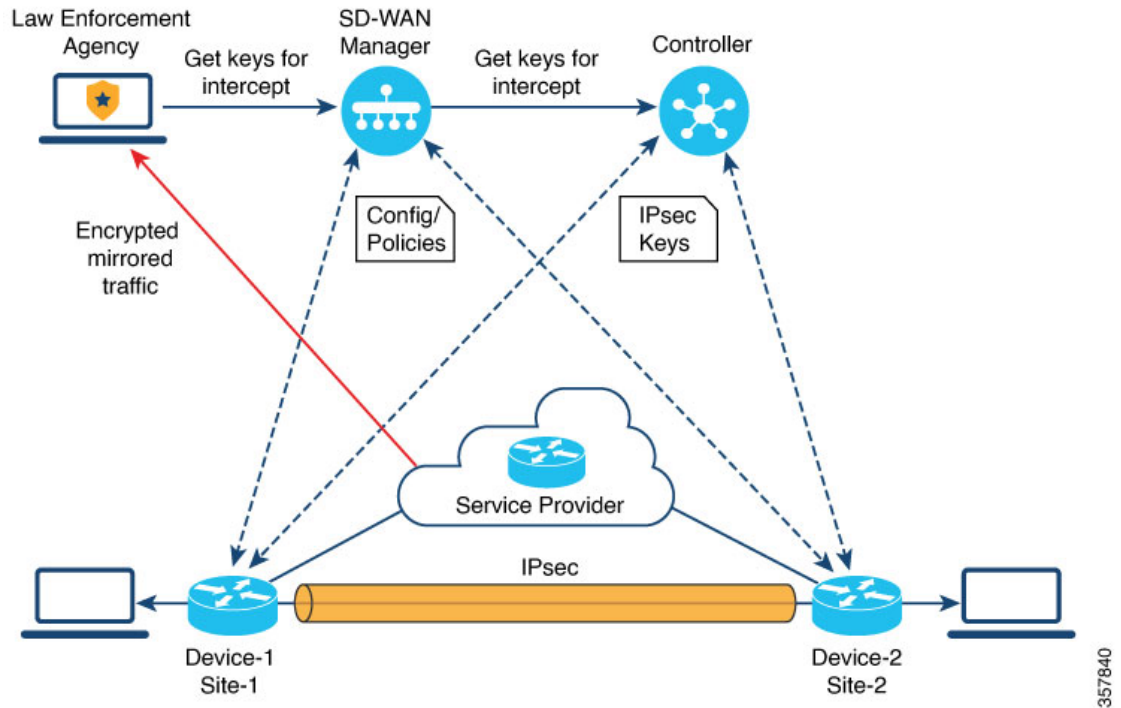 Law Enforcement
Agency
SD-WAN
Manager
Controller
Get keys for
intercept
Get keys for
intercept
Encrypted
mirrored
traffic
Config/
Policies
IPsec
Keys
Service Provider
IPsec
Device-1
Site-1
Device-2
Site-2
357840